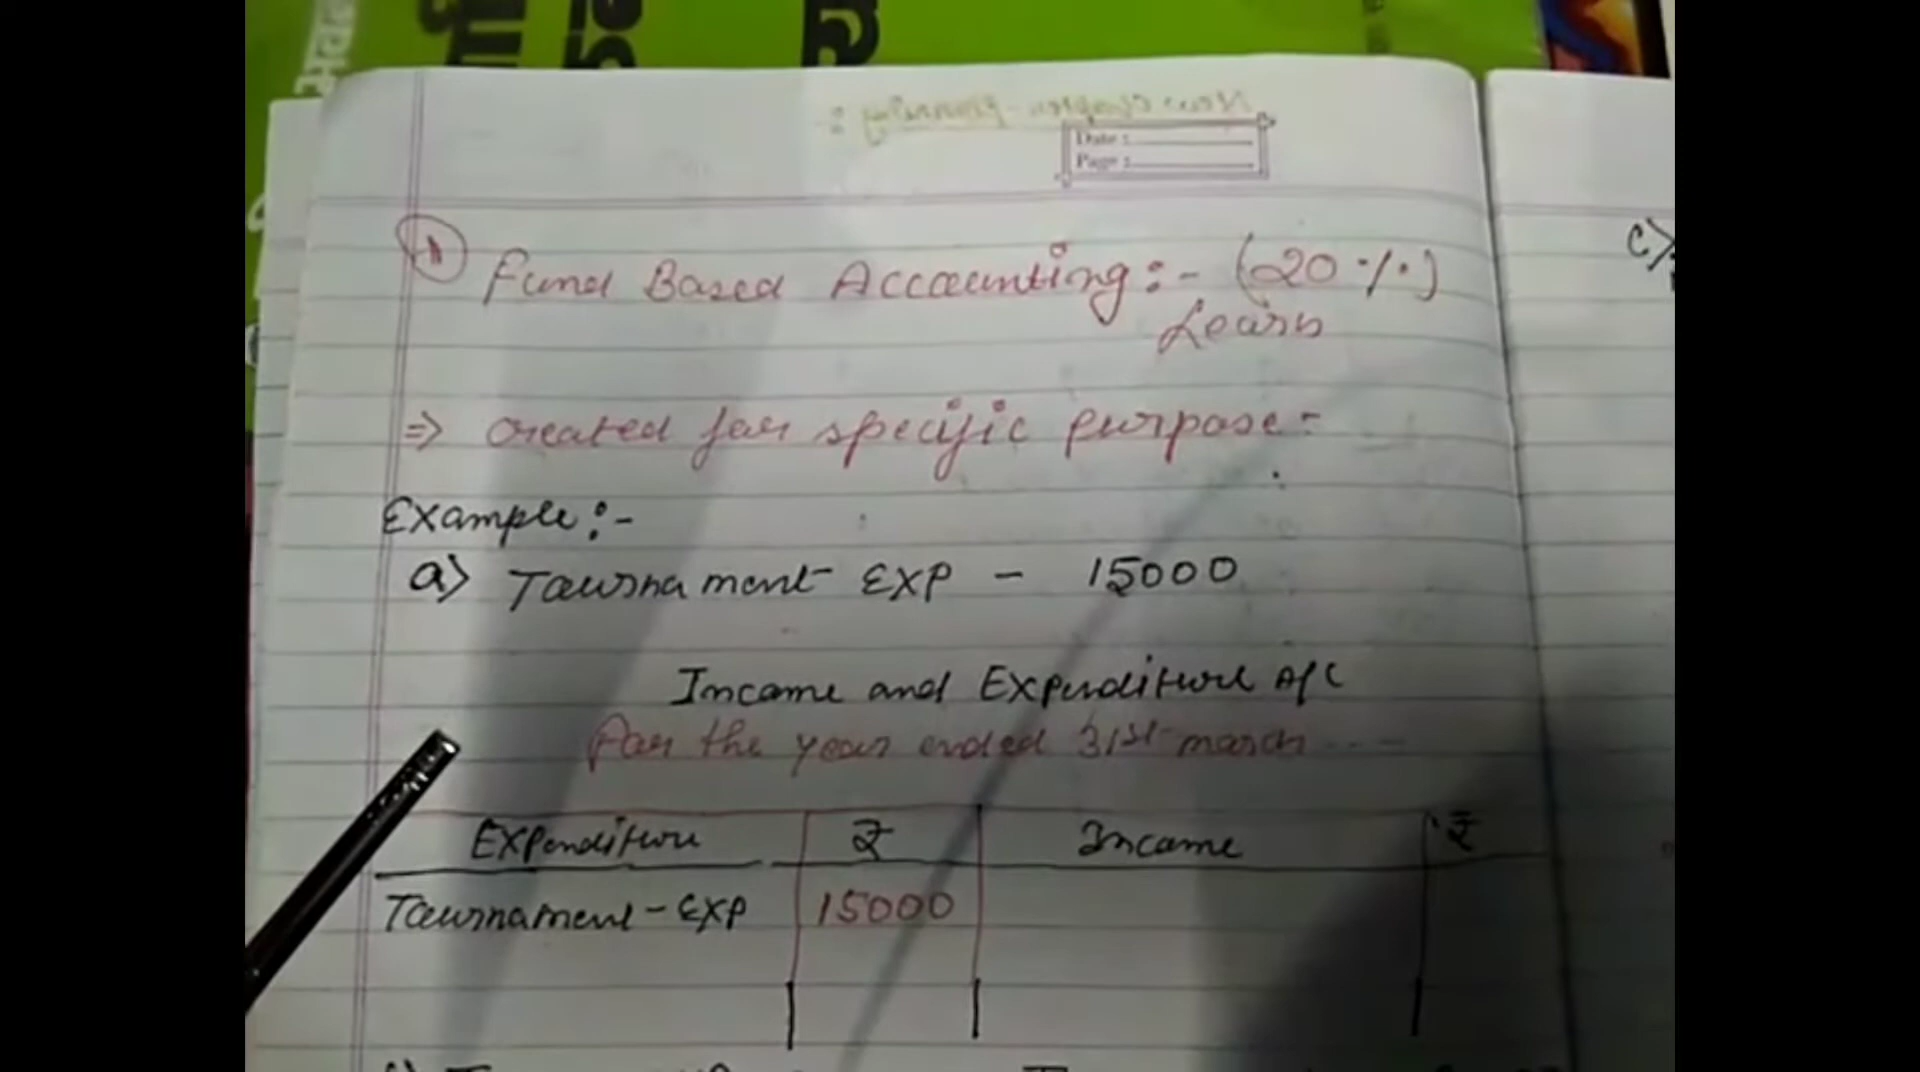 Date :
Page :
1 Fund Based Accounting :- (20 %)
Learn
⇒ Created for specific purpose -
Example :-
a) Tournament EXP - 15000
Income and Expenditure A/C
For the year ended 31st march ---
Expenditure ₹ Income ₹
Tournament - EXP 15000
c)